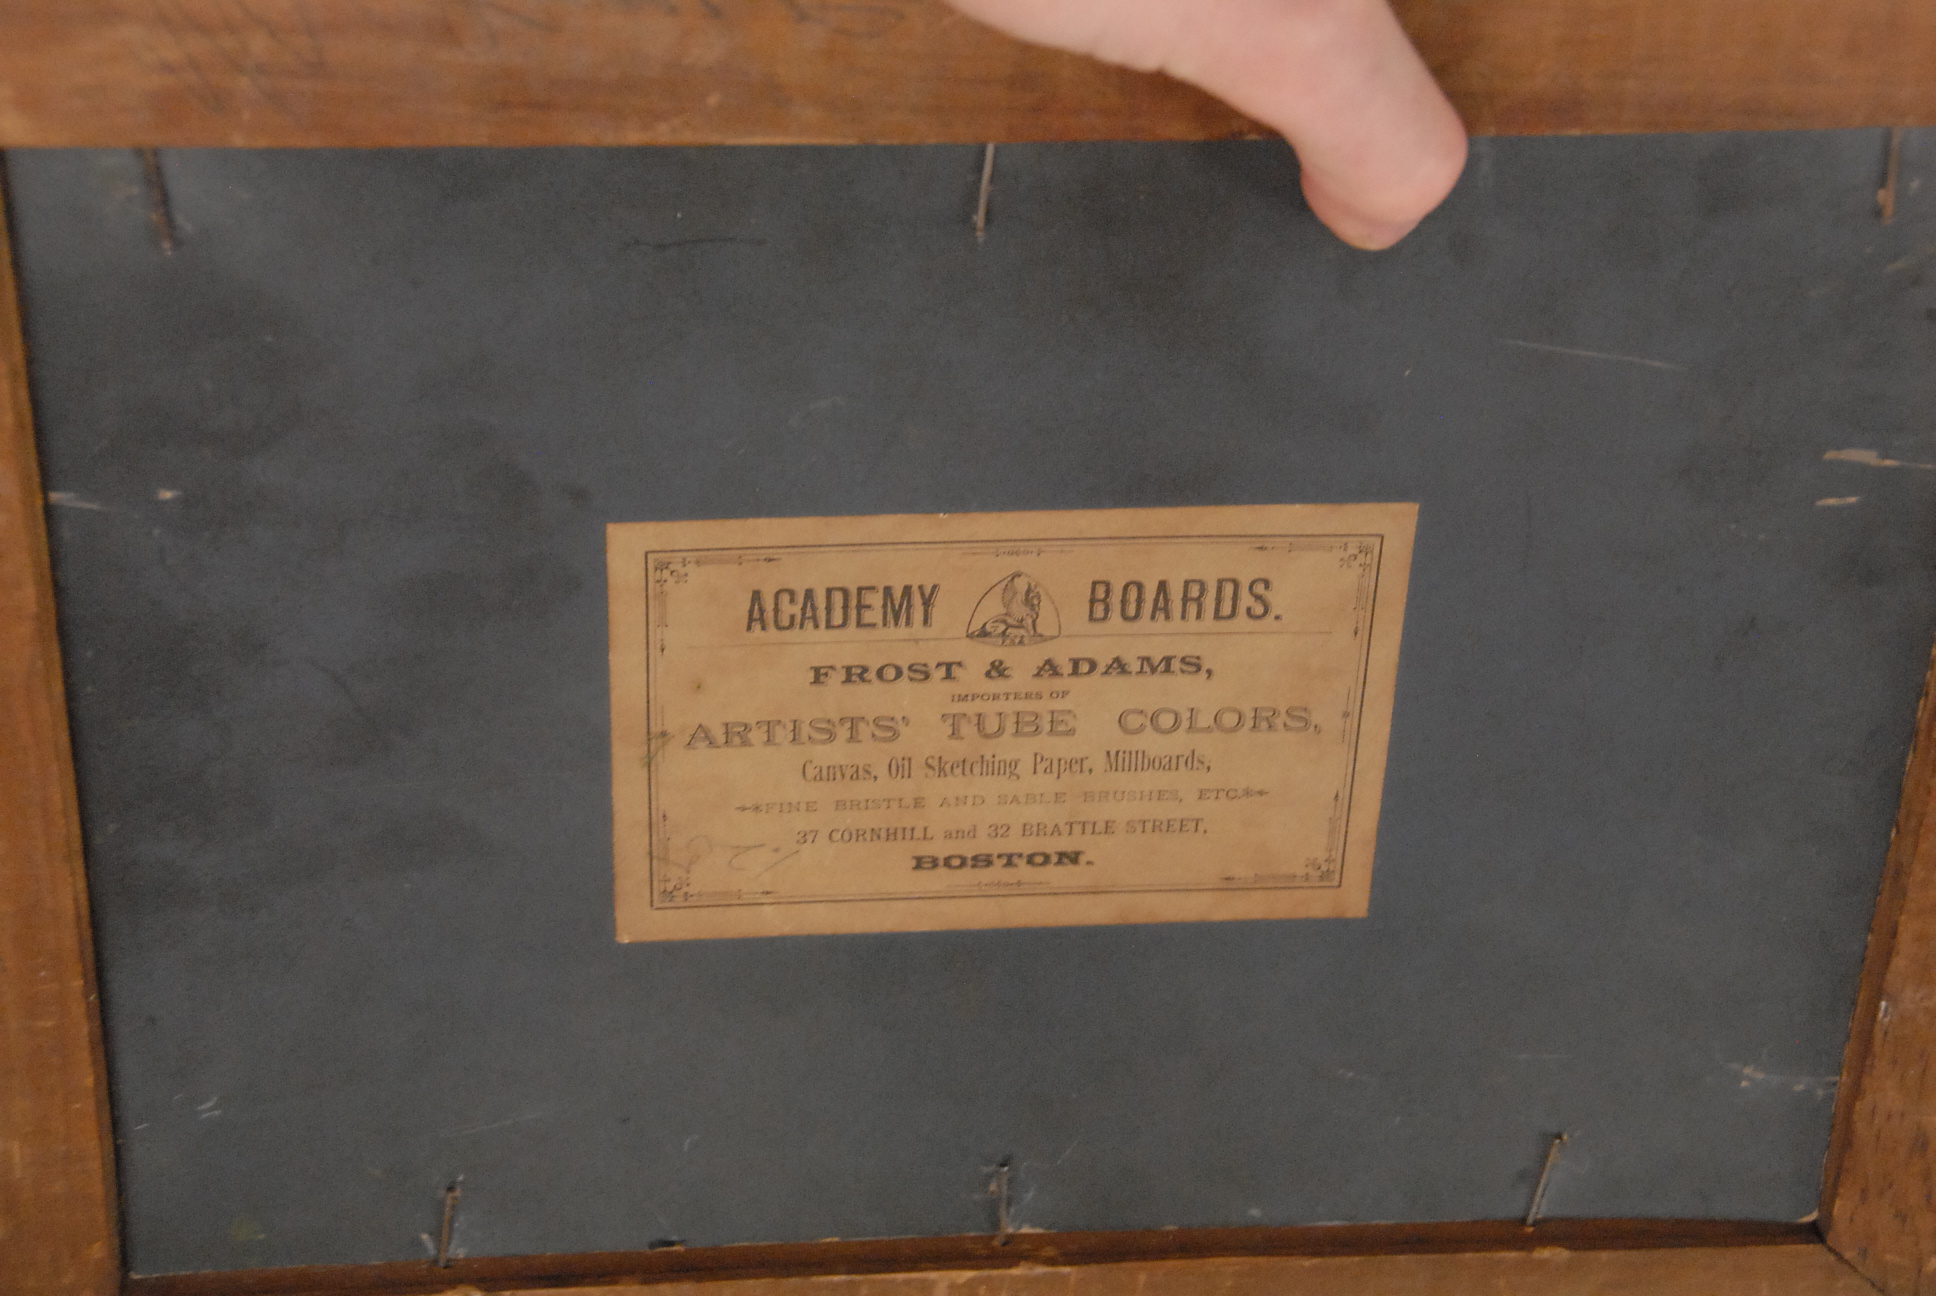 ACADEMY BOARDS.
FROST & ADAMS,
IMPORTERS OF
ARTISTS' TUBE COLORS,
Canvas, Oil Sketching Paper, Millboards,
FINE BRISTLE AND SABLE BRUSHES, ETC.
37 CORNHILL and 32 BRATTLE STREET,
BOSTON.